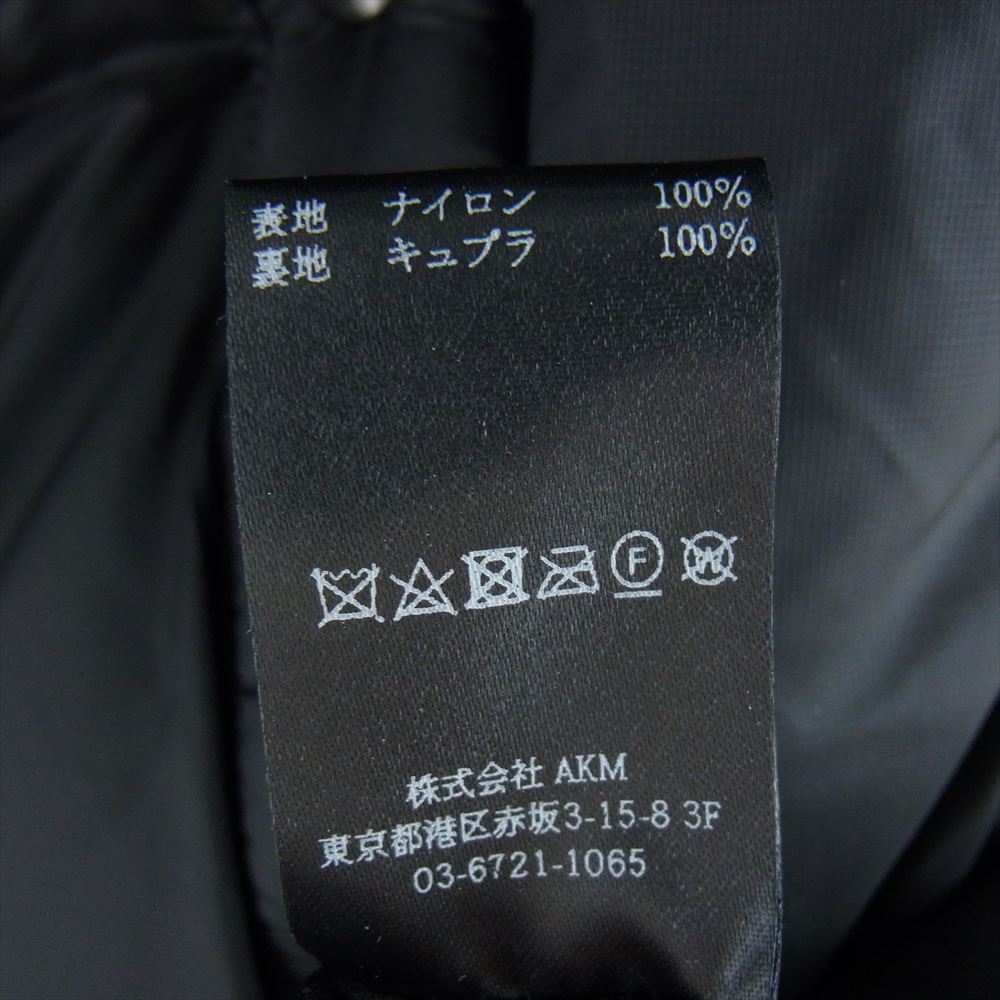 表地 ナイロン 100%
裏地 キュプラ 100%
F W
株式会社 AKM
東京都港区赤坂3-15-8 3F
03-6721-1065